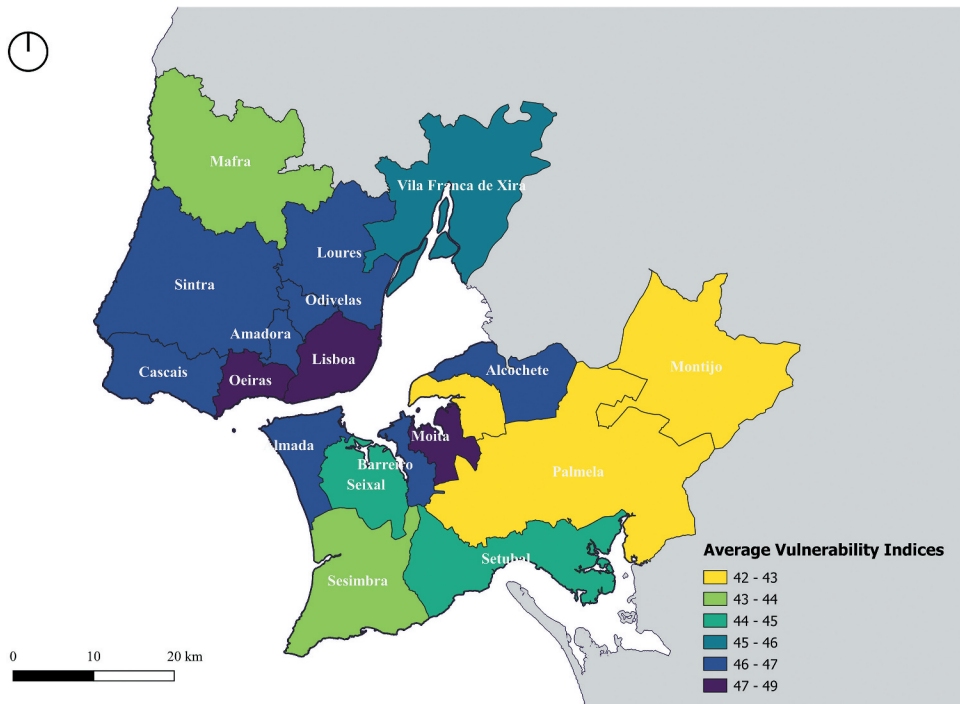 Mafra
Vila Franca de Xira
Loures
Sintra
Odivelas
Amadora
Lisboa
Cascais
Oeiras
Alcochete
Montijo
Moita
lmada
Barreiro
Seixal
Palmela
Setubal
Sesimbra
Average Vulnerability Indices
42 - 43
43 - 44
44 - 45
45 - 46
46 - 47
47 - 49
0 10 20 km